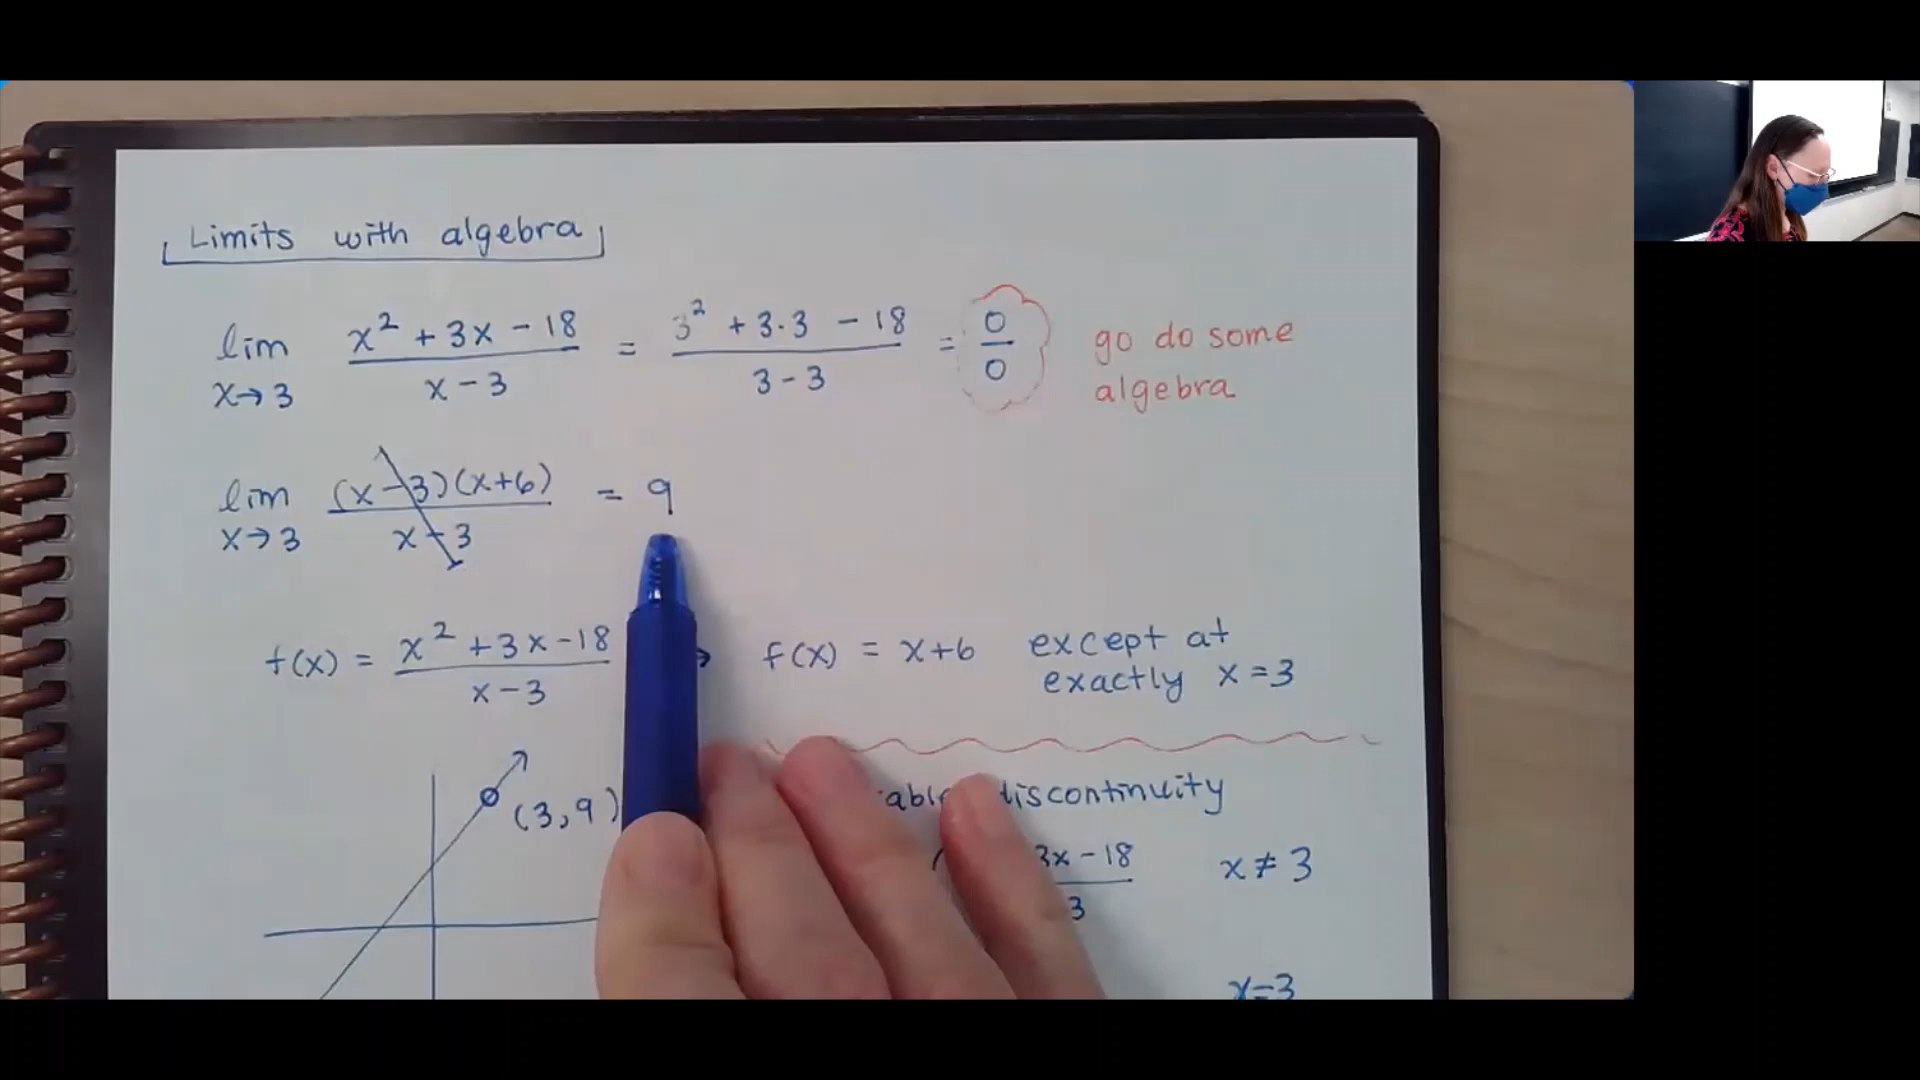 Limits with algebra
lim x→3 x² + 3x - 18 / x - 3 = 3² + 3·3 - 18 / 3 - 3 = 0/0 go do some algebra
lim x→3 (x-3)(x+6) / x-3 = 9
f(x) = x² + 3x - 18 / x - 3 → f(x) = x+6 except at exactly x = 3
(3,9)
discontinuity
3x - 18 x ≠ 3
3
x=3